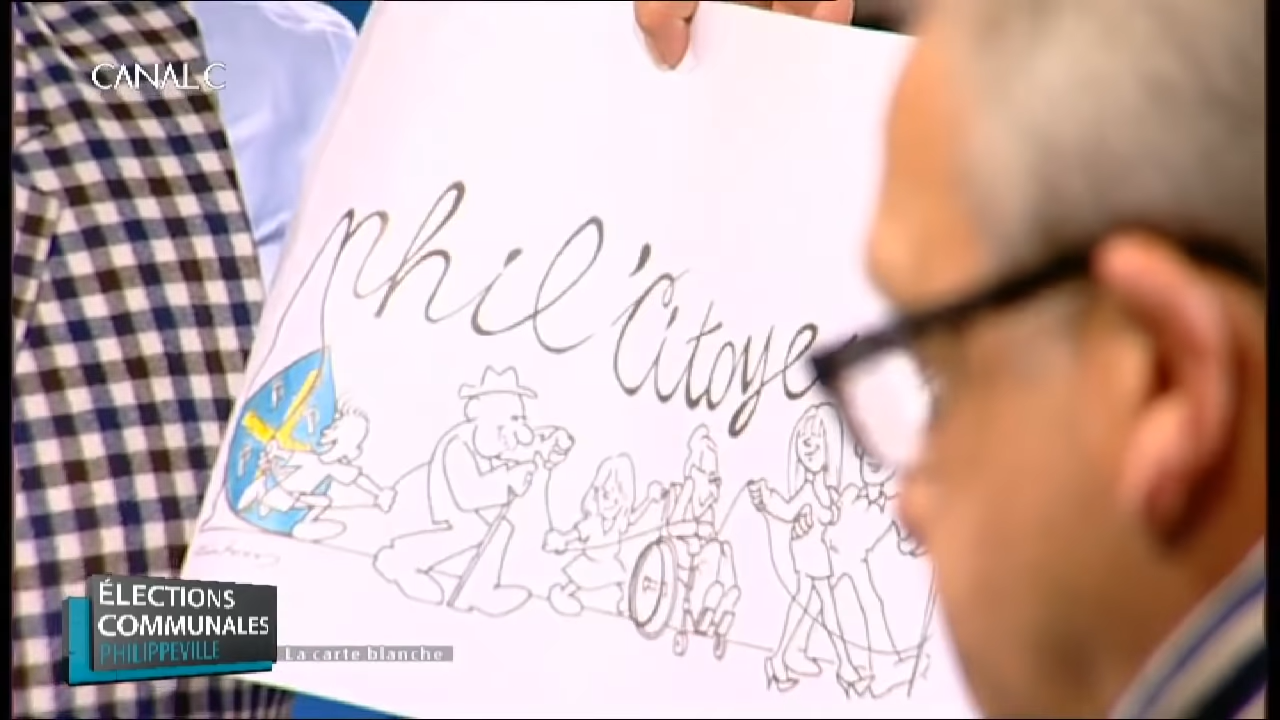 CANAL C
phil'Citoye
ÉLECTIONS
COMMUNALES
PHILIPPEVILLE
La carte blanche